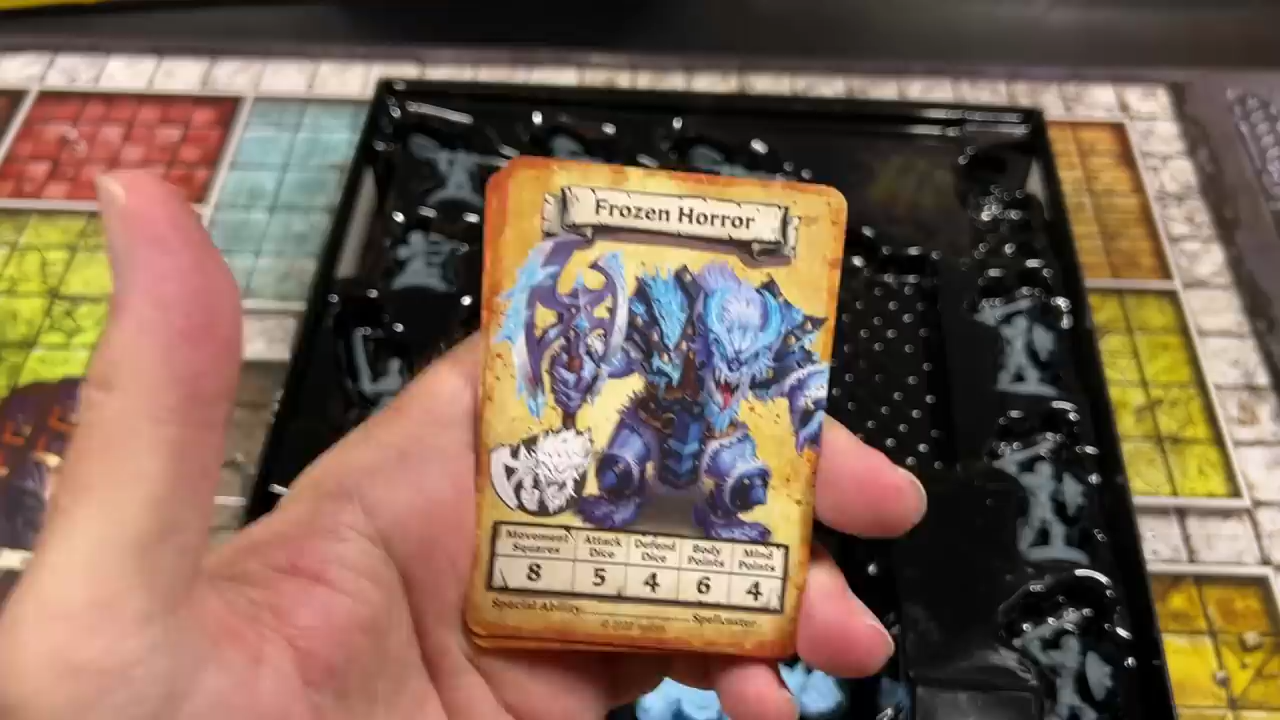 Frozen Horror
Movement Squares Attack Dice Defend Dice Body Points Mind Points
8 5 4 6 4
Special Ability.......................... Spellcaster